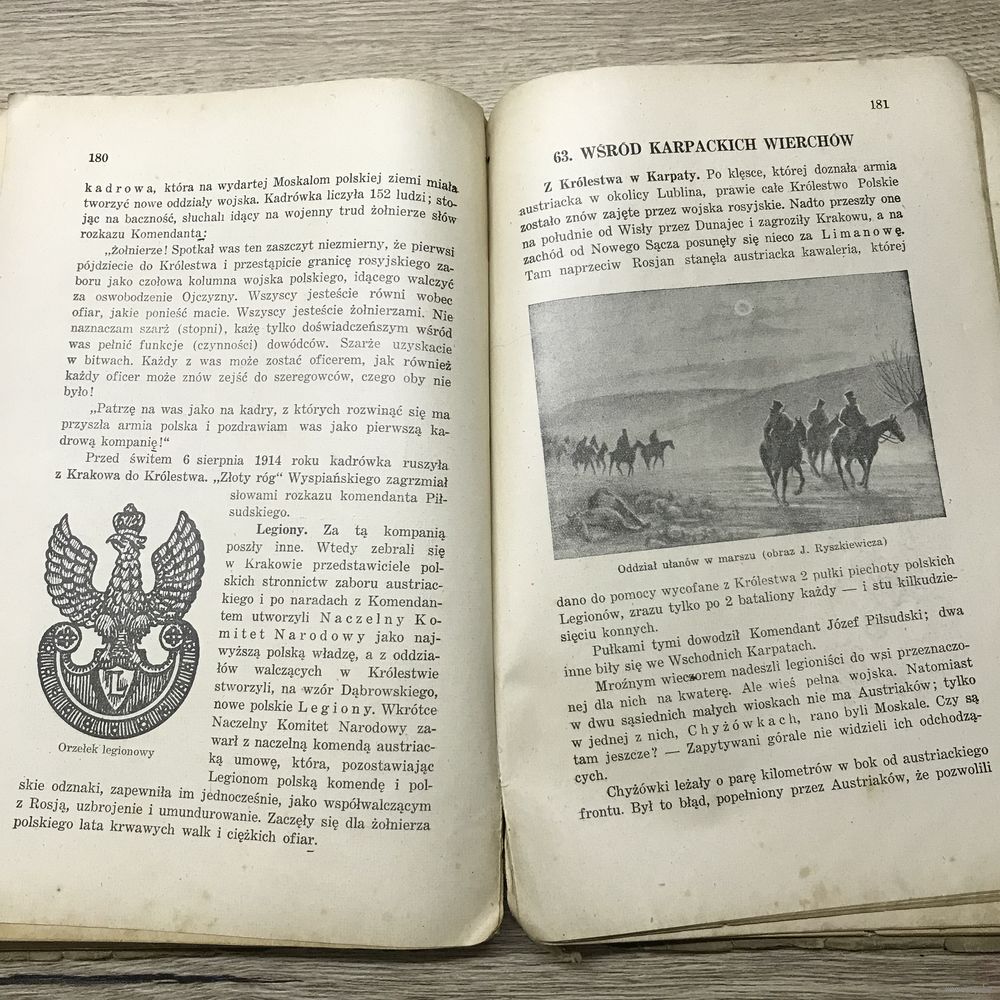 180
kadrowa, która na wydartej Moskalom polskiej ziemi miała
tworzyć nowe oddziały wojska. Kadrówka liczyła 152 ludzi; sto-
jąc na baczność, słuchali idący na wojenny trud żołnierze słów
rozkazu Komendanta:
„Żołnierze! Spotkał was ten zaszczyt niezmierny, że pierwsi
pójdziecie do Królestwa i przestąpicie granicę rosyjskiego za-
boru jako czołowa kolumna wojska polskiego, idącego walczyć
za oswobodzenie Ojczyzny. Wszyscy jesteście równi wobec
ofiar, jakie ponieść macie. Wszyscy jesteście żołnierzami. Nie
naznaczam szarż (stopni), każę tylko doświadczeńszym wśród
was pełnić funkcje (czynności) dowódców. Szarże uzyskacie
w bitwach. Każdy z was może zostać oficerem, jak również
każdy oficer może znów zejść do szeregowców, czego oby nie
było!
„Patrzę na was jako na kadry, z których rozwinąć się ma
przyszła armia polska i pozdrawiam was jako pierwszą ka-
drową kompanię!“
Przed świtem 6 sierpnia 1914 roku kadrówka ruszyła
z Krakowa do Królestwa. „Złoty róg“ Wyspiańskiego zagrzmiał
słowami rozkazu komendanta Pił-
sudskiego.
Legiony. Za tą kompanią
poszły inne. Wtedy zebrali się
w Krakowie przedstawiciele pol-
skich stronnictw zaboru austriac-
kiego i po naradach z Komendan-
tem utworzyli Naczelny Ko-
mitet Narodowy jako naj-
wyższą polską władzę, a z oddzia-
łów walczących w Królestwie
stworzyli, na wzór Dąbrowskiego,
nowe polskie Legiony. Wkrótce
Naczelny Komitet Narodowy za-
warł z naczelną komendą austriac-
ką umowę, która, pozostawiając
Legionom polską komendę i pol-
skie odznaki, zapewniła im jednocześnie, jako współwalczącym
z Rosją, uzbrojenie i umundurowanie. Zaczęły się dla żołnierza
polskiego lata krwawych walk i ciężkich ofiar.
L
Orzełek legionowy
181
63. WŚRÓD KARPACKICH WIERCHÓW
Z Królestwa w Karpaty. Po klęsce, której doznała armia
austriacka w okolicy Lublina, prawie całe Królestwo Polskie
zostało znów zajęte przez wojska rosyjskie. Nadto przeszły one
na południe od Wisły przez Dunajec i zagroziły Krakowu, a na
zachód od Nowego Sącza posunęły się nieco za Limanowę.
Tam naprzeciw Rosjan stanęła austriacka kawaleria, której
Oddział ułanów w marszu (obraz J. Ryszkiewicza)
dano do pomocy wycofane z Królestwa 2 pułki piechoty polskich
Legionów, zrazu tylko po 2 bataliony każdy — i stu kilkudzie-
sięciu konnych.
Pułkami tymi dowodził Komendant Józef Piłsudski; dwa
inne biły się we Wschodnich Karpatach.
Mroźnym wieczorem nadeszli legioniści do wsi przeznaczo-
nej dla nich na kwaterę. Ale wieś pełna wojska. Natomiast
w dwu sąsiednich małych wioskach nie ma Austriaków; tylko
w jednej z nich, Chyżówkach, rano byli Moskale. Czy są
tam jeszcze? — Zapytywani górale nie widzieli ich odchodzą-
cych.
Chyżówki leżały o parę kilometrów w bok od austriackiego
frontu. Był to błąd, popełniony przez Austriaków, że pozwolili